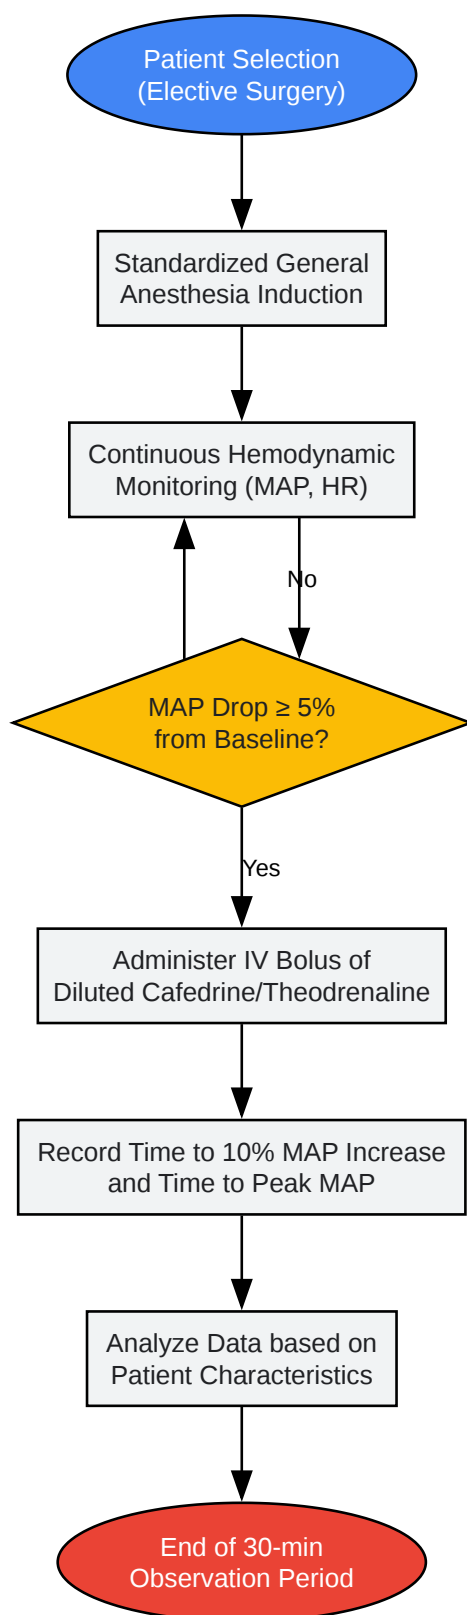 Patient Selection
(Elective Surgery)
Standardized General
Anesthesia Induction
Continuous Hemodynamic
Monitoring (MAP, HR)
No
MAP Drop ≥ 5%
from Baseline?
Yes
Administer IV Bolus of
Diluted Cafedrine/Theodrenaline
Record Time to 10% MAP Increase
and Time to Peak MAP
Analyze Data based on
Patient Characteristics
End of 30-min
Observation Period